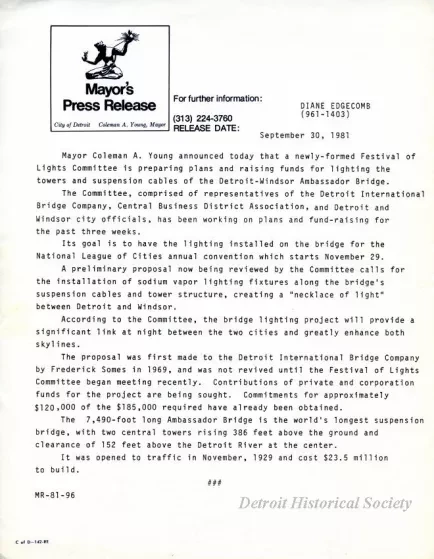 Mayor's
Press Release
City of Detroit Coleman A. Young, Mayor
For further information:
(313) 224-3760
RELEASE DATE:
DIANE EDGECOMB
(961-1403)
September 30, 1981
Mayor Coleman A. Young announced today that a newly-formed Festival of
Lights Committee is preparing plans and raising funds for lighting the
towers and suspension cables of the Detroit-Windsor Ambassador Bridge.
The Committee, comprised of representatives of the Detroit International
Bridge Company, Central Business District Association, and Detroit and
Windsor city officials, has been working on plans and fund-raising for
the past three weeks.
Its goal is to have the lighting installed on the bridge for the
National League of Cities annual convention which starts November 29.
A preliminary proposal now being reviewed by the Committee calls for
the installation of sodium vapor lighting fixtures along the bridge's
suspension cables and tower structure, creating a "necklace of light"
between Detroit and Windsor.
According to the Committee, the bridge lighting project will provide a
significant link at night between the two cities and greatly enhance both
skylines.
The proposal was first made to the Detroit International Bridge Company
by Frederick Somes in 1969, and was not revived until the Festival of Lights
Committee began meeting recently. Contributions of private and corporation
funds for the project are being sought. Commitments for approximately
$120,000 of the $185,000 required have already been obtained.
The 7,490-foot long Ambassador Bridge is the world's longest suspension
bridge, with two central towers rising 386 feet above the ground and
clearance of 152 feet above the Detroit River at the center.
It was opened to traffic in November, 1929 and cost $23.5 million
to build.
###
MR-81-96
Detroit Historical Society